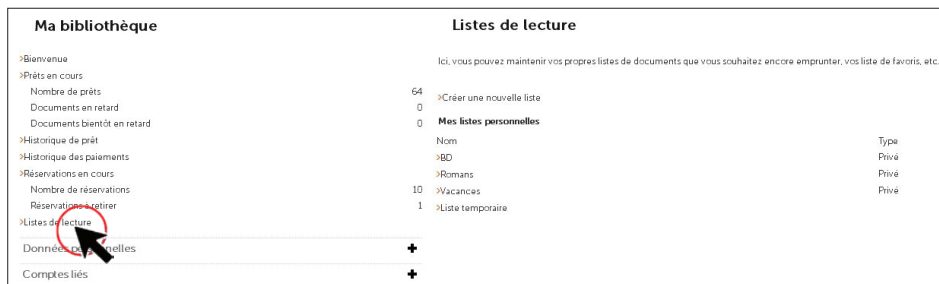 Ma bibliothèque
>Bienvenue
>Prêts en cours
Nombre de prêts 64
Documents en retard 0
Documents bientôt en retard 0
>Historique de prêt
>Historique des paiements
>Réservations en cours
Nombre de réservations 10
Réservations à retirer 1
>Listes de lecture
Données personnelles +
Comptes liés +
Listes de lecture
Ici, vous pouvez maintenir vos propres listes de documents que vous souhaitez encore emprunter, vos liste de favoris, etc.
>Créer une nouvelle liste
Mes listes personnelles
Nom Type
>BD Privé
>Romans Privé
>Vacances Privé
>Liste temporaire